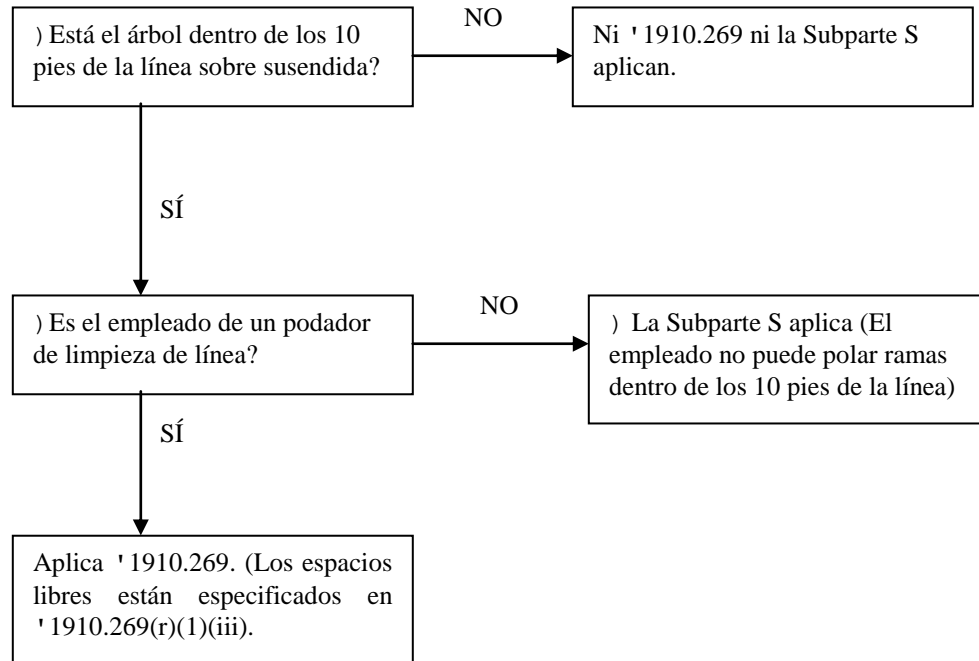 ) Está el árbol dentro de los 10
pies de la línea sobre susendida?
NO
Ni '1910.269 ni la Subparte S
aplican.
SÍ
) Es el empleado de un podador
de limpieza de línea?
NO
) La Subparte S aplica (El
empleado no puede polar ramas
dentro de los 10 pies de la línea)
SÍ
Aplica '1910.269. (Los espacios
libres están especificados en
'1910.269(r)(1)(iii).